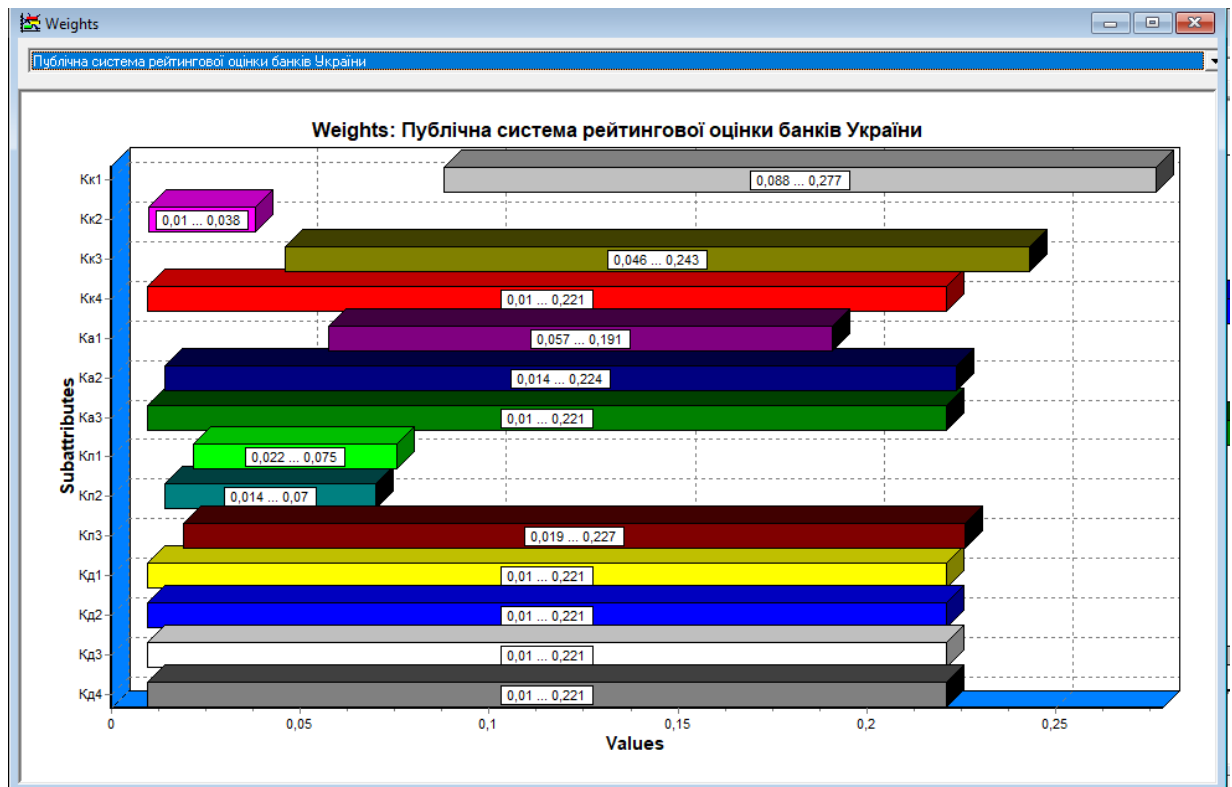 Weights
Публічна система рейтингової оцінки банків України
Weights: Публічна система рейтингової оцінки банків України
Subattributes
Кк1
0,088 ... 0,277
Кк2
0,01 ... 0,038
Кк3
0,046 ... 0,243
Кк4
0,01 ... 0,221
Ка1
0,057 ... 0,191
Ка2
0,014 ... 0,224
Ка3
0,01 ... 0,221
Кл1
0,022 ... 0,075
Кл2
0,014 ... 0,07
Кл3
0,019 ... 0,227
Кд1
0,01 ... 0,221
Кд2
0,01 ... 0,221
Кд3
0,01 ... 0,221
Кд4
0,01 ... 0,221
0 0,05 0,1 0,15 0,2 0,25
Values